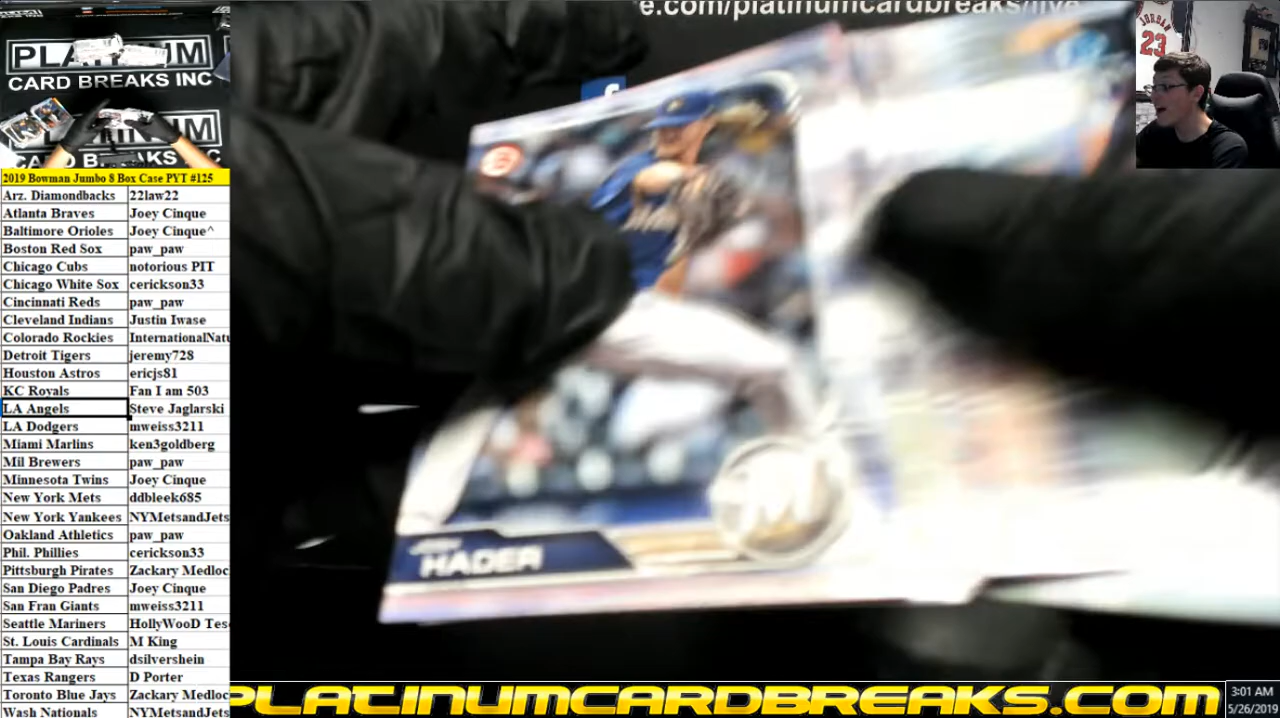 e.com/platinumcardbreaks/live
JORDAN
23
CARD BREAKS INC
2019 Bowman Jumbo 8 Box Case PYT #125
Arz. Diamondbacks 22law22
Atlanta Braves Joey Cinque
Baltimore Orioles Joey Cinque^
Boston Red Sox paw_paw
Chicago Cubs notorious PIT
Chicago White Sox cerickson33
Cincinnati Reds paw_paw
Cleveland Indians Justin Iwase
Colorado Rockies InternationalNatu
Detroit Tigers jeremy728
Houston Astros ericjs81
KC Royals Fan I am 503
LA Angels Steve Jaglarski
LA Dodgers mweiss3211
Miami Marlins ken3goldberg
Mil Brewers paw_paw
Minnesota Twins Joey Cinque
New York Mets ddbleek685
New York Yankees NYMetsandJets
Oakland Athletics paw_paw
Phil. Phillies cerickson33
Pittsburgh Pirates Zackary Medloc
San Diego Padres Joey Cinque
San Fran Giants mweiss3211
Seattle Mariners HollyWooD Tes
St. Louis Cardinals M King
Tampa Bay Rays dsilvershein
Texas Rangers D Porter
Toronto Blue Jays Zackary Medloc
Wash Nationals NYMetsandJets
HADER
M
PLATINUMCARDBREAKS.COM
3:01 AM
5/26/2019